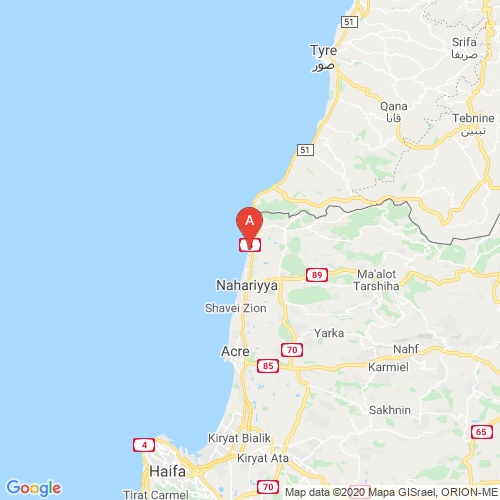 51
Tyre
صور
Srifa
صريفا
Qana
قانا
Tebnine
تبنين
51
A
89
Nahariyya
Ma'alot
Tarshiha
Shavei Zion
Yarka
Acre
70
Nahf
85
Karmiel
Sakhnin
65
Kiryat Bialik
4
Haifa
Kiryat Ata
70
Tirat Carmel
Google
Map data ©2020 Mapa GISrael, ORION-ME